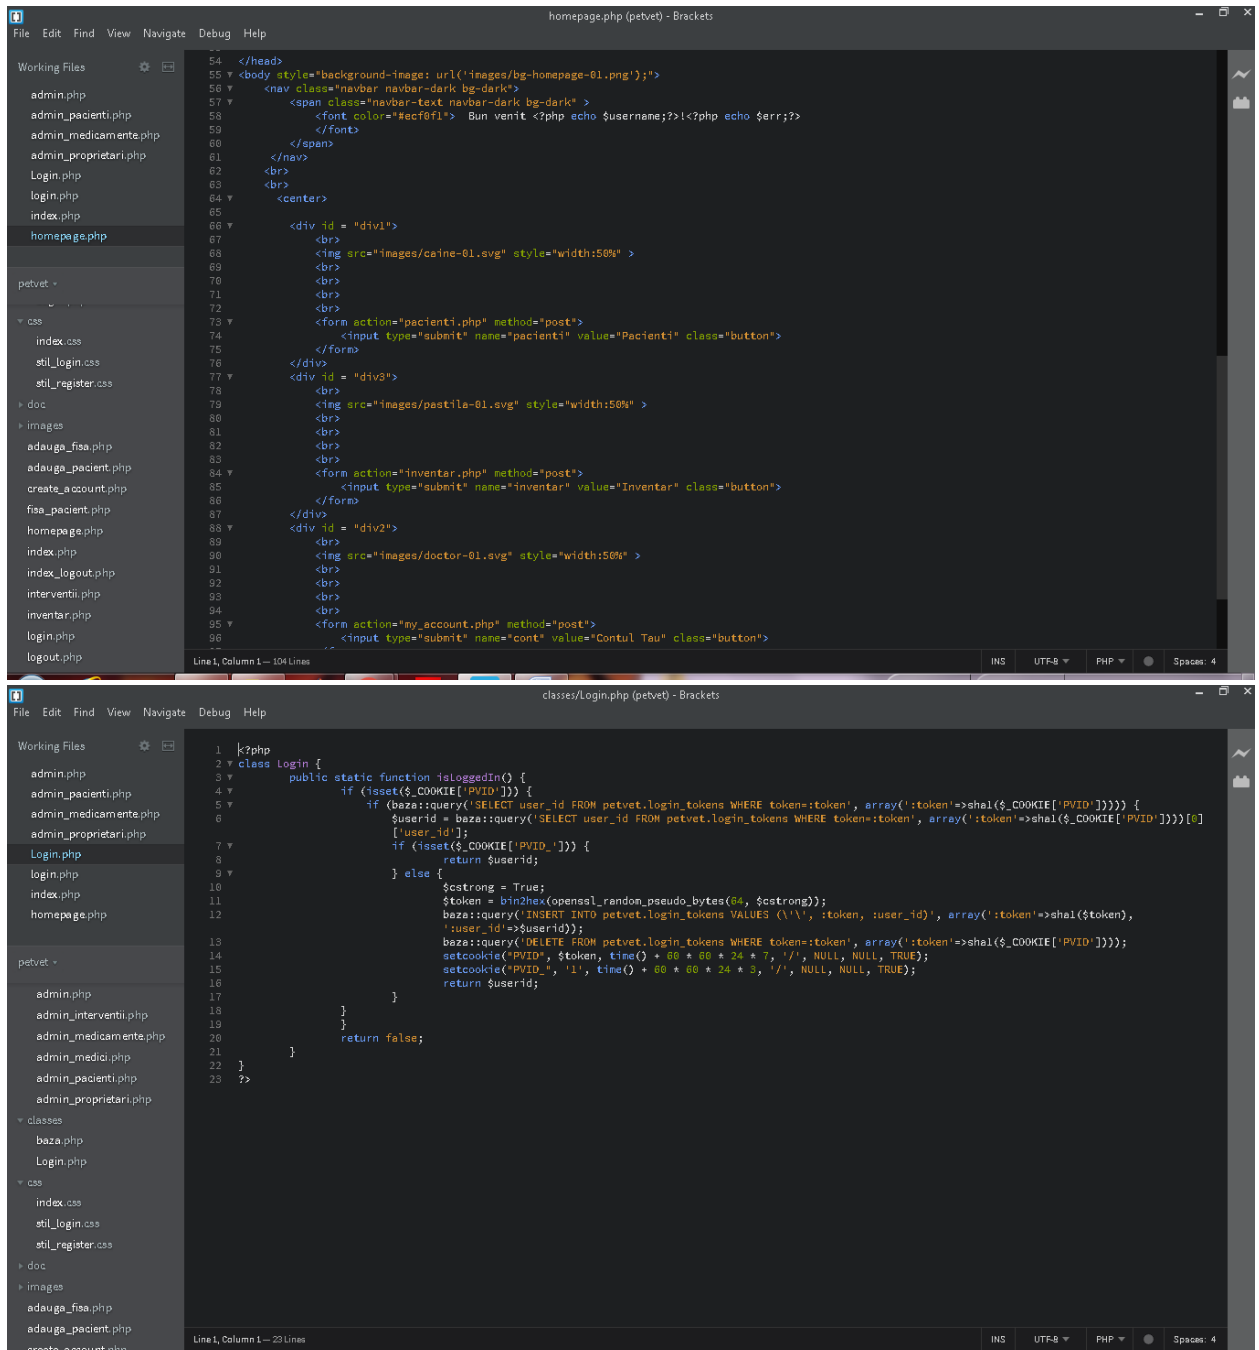 homepage.php (petvet) - Brackets
File Edit Find View Navigate Debug Help
Working Files
admin.php
admin_pacienti.php
admin_medicamente.php
admin_proprietari.php
Login.php
login.php
index.php
homepage.php
petvet
css
index.css
stil_login.css
stil_register.css
doc
images
adauga_fisa.php
adauga_pacient.php
create_account.php
fisa_pacient.php
homepage.php
index.php
index_logout.php
interventii.php
inventar.php
login.php
logout.php
54 </head>
55 <body style="background-image: url('images/bg-homepage-01.png');">
56 <nav class="navbar navbar-dark bg-dark">
57 <span class="navbar-text navbar-dark bg-dark" >
58 <font color="#ecf0f1"> Bun venit <?php echo $username;?>!<?php echo $err;?>
59 </font>
60 </span>
61 </nav>
62 <br>
63 <br>
64 <center>
65
66 <div id = "div1">
67 <br>
68 <img src="images/caine-01.svg" style="width:50%" >
69 <br>
70 <br>
71 <br>
72 <br>
73 <form action="pacienti.php" method="post">
74 <input type="submit" name="pacienti" value="Pacienti" class="button">
75 </form>
76 </div>
77 <div id = "div3">
78 <br>
79 <img src="images/pastila-01.svg" style="width:50%" >
80 <br>
81 <br>
82 <br>
83 <br>
84 <form action="inventar.php" method="post">
85 <input type="submit" name="inventar" value="Inventar" class="button">
86 </form>
87 </div>
88 <div id = "div2">
89 <br>
90 <img src="images/doctor-01.svg" style="width:50%" >
91 <br>
92 <br>
93 <br>
94 <br>
95 <form action="my_account.php" method="post">
96 <input type="submit" name="cont" value="Contul Tau" class="button">
Line 1, Column 1 — 104 Lines
INS UTF-8 PHP Spaces: 4
classes/Login.php (petvet) - Brackets
File Edit Find View Navigate Debug Help
Working Files
admin.php
admin_pacienti.php
admin_medicamente.php
admin_proprietari.php
Login.php
login.php
index.php
homepage.php
petvet
admin.php
admin_interventii.php
admin_medicamente.php
admin_medici.php
admin_pacienti.php
admin_proprietari.php
classes
baza.php
Login.php
css
index.css
stil_login.css
stil_register.css
doc
images
adauga_fisa.php
adauga_pacient.php
create_account.php
1 <?php
2 class Login {
3 public static function isLoggedIn() {
4 if (isset($_COOKIE['PVID'])) {
5 if (baza::query('SELECT user_id FROM petvet.login_tokens WHERE token=:token', array(':token'=>sha1($_COOKIE['PVID'])))) {
6 $userid = baza::query('SELECT user_id FROM petvet.login_tokens WHERE token=:token', array(':token'=>sha1($_COOKIE['PVID'])))[0]
['user_id'];
7 if (isset($_COOKIE['PVID_'])) {
8 return $userid;
9 } else {
10 $cstrong = True;
11 $token = bin2hex(openssl_random_pseudo_bytes(64, $cstrong));
12 baza::query('INSERT INTO petvet.login_tokens VALUES (\'\', :token, :user_id)', array(':token'=>sha1($token),
':user_id'=>$userid));
13 baza::query('DELETE FROM petvet.login_tokens WHERE token=:token', array(':token'=>sha1($_COOKIE['PVID'])));
14 setcookie("PVID", $token, time() + 60 * 60 * 24 * 7, '/', NULL, NULL, TRUE);
15 setcookie("PVID_", '1', time() + 60 * 60 * 24 * 3, '/', NULL, NULL, TRUE);
16 return $userid;
17 }
18 }
19 }
20 return false;
21 }
22 }
23 ?>
Line 1, Column 1 — 23 Lines
INS UTF-8 PHP Spaces: 4